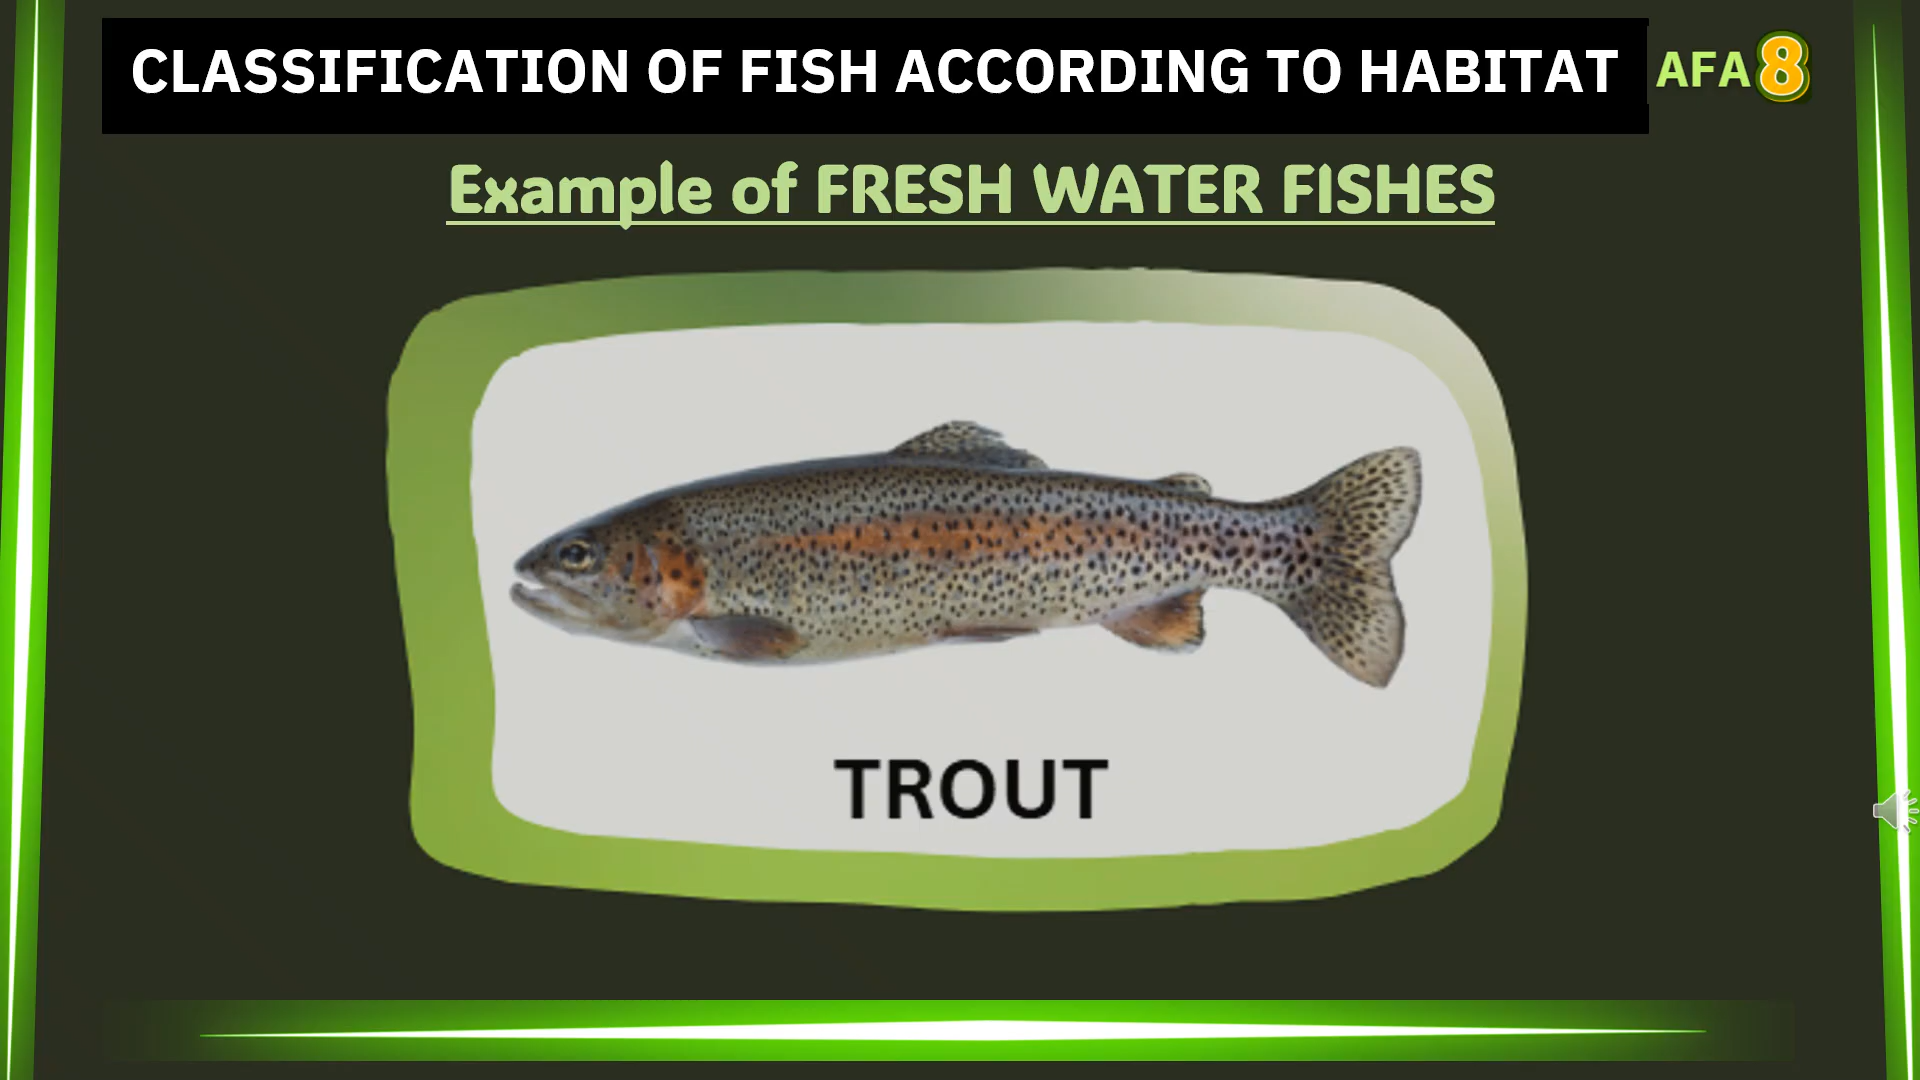 CLASSIFICATION OF FISH ACCORDING TO HABITAT
AFA 8
Example of FRESH WATER FISHES
TROUT